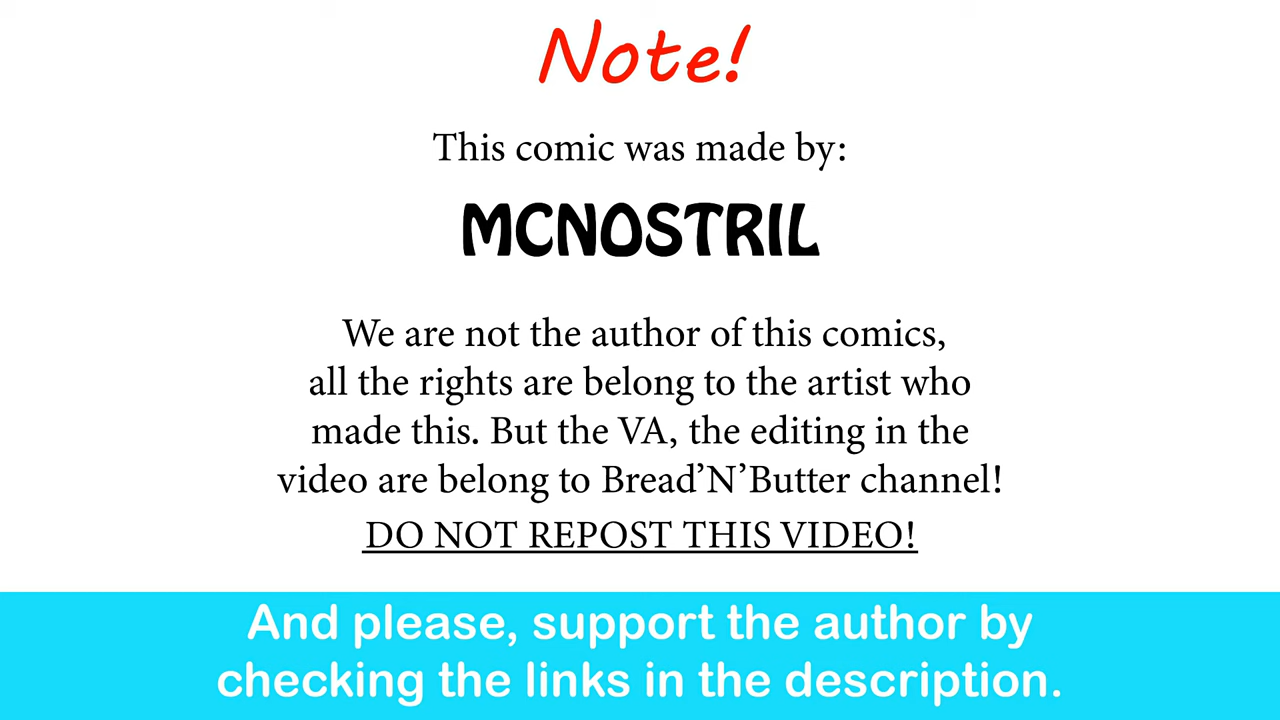 Note!
This comic was made by:
MCNOSTRIL
We are not the author of this comics,
all the rights are belong to the artist who
made this. But the VA, the editing in the
video are belong to Bread’N’Butter channel!
DO NOT REPOST THIS VIDEO!
And please, support the author by
checking the links in the description.